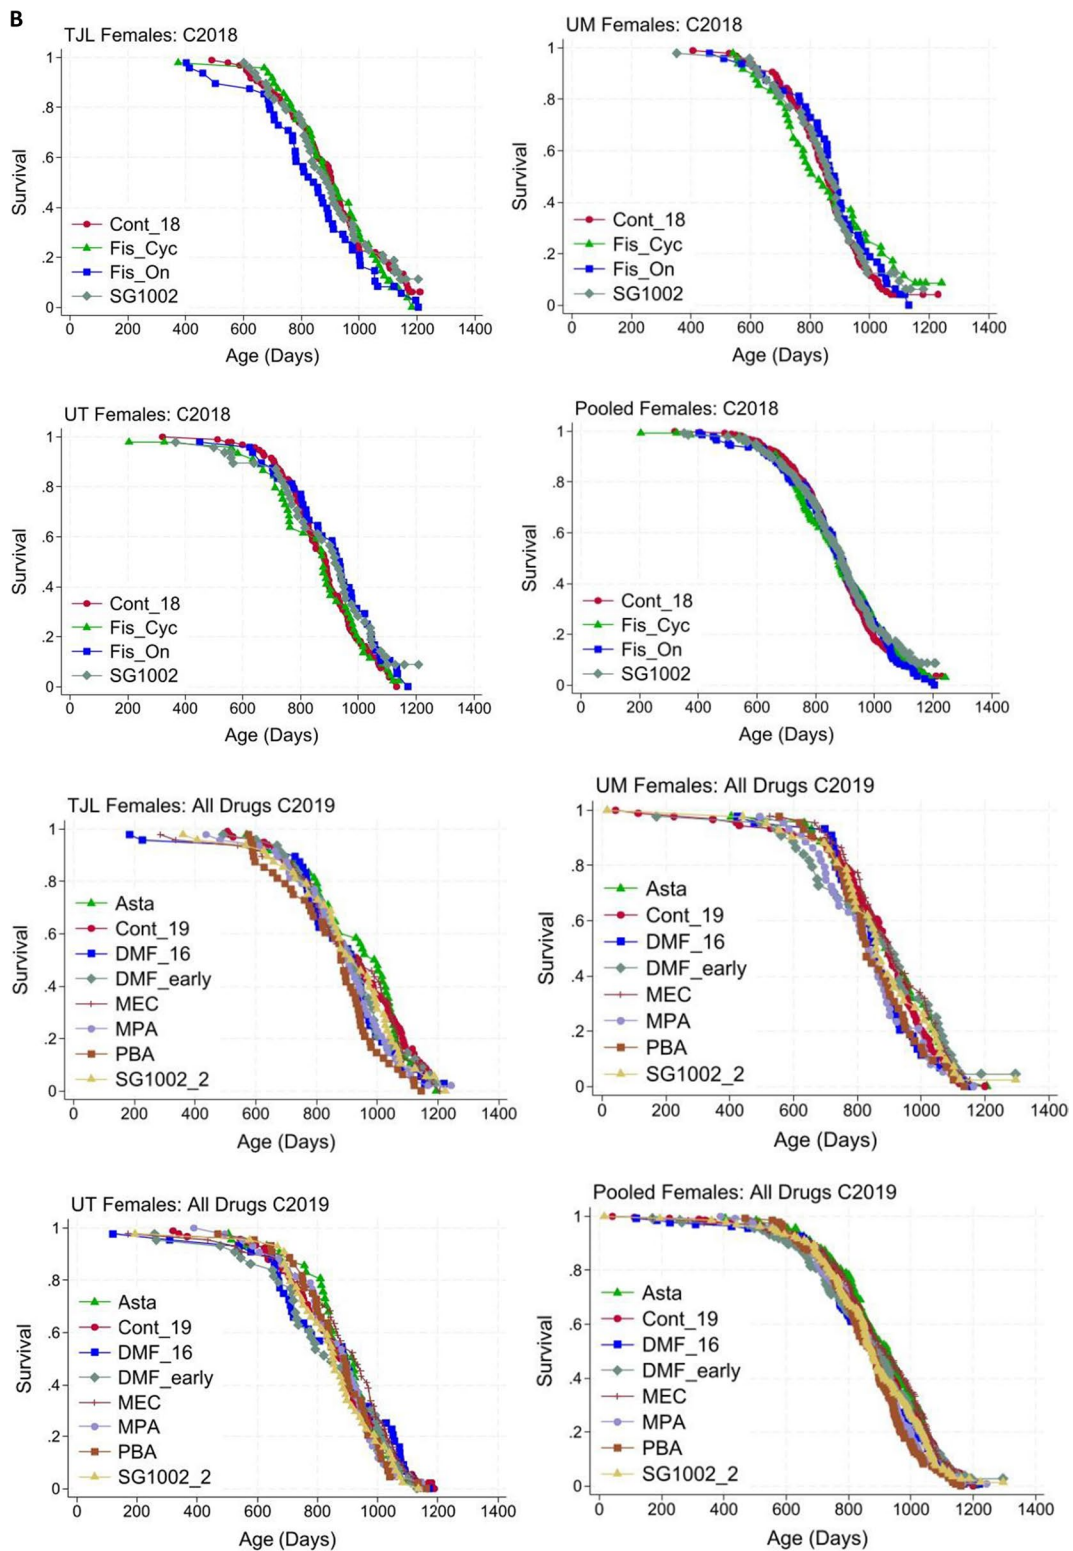 B
TJL Females: C2018
1
.8
.6
.4
.2
0
Survival
Cont_18
Fis_Cyc
Fis_On
SG1002
0 200 400 600 800 1000 1200 1400
Age (Days)
UM Females: C2018
1
.8
.6
.4
.2
0
Survival
Cont_18
Fis_Cyc
Fis_On
SG1002
0 200 400 600 800 1000 1200 1400
Age (Days)
UT Females: C2018
1
.8
.6
.4
.2
0
Survival
Cont_18
Fis_Cyc
Fis_On
SG1002
0 200 400 600 800 1000 1200 1400
Age (Days)
Pooled Females: C2018
1
.8
.6
.4
.2
0
Survival
Cont_18
Fis_Cyc
Fis_On
SG1002
0 200 400 600 800 1000 1200 1400
Age (Days)
TJL Females: All Drugs C2019
1
.8
.6
.4
.2
0
Survival
Asta
Cont_19
DMF_16
DMF_early
MEC
MPA
PBA
SG1002_2
0 200 400 600 800 1000 1200 1400
Age (Days)
UM Females: All Drugs C2019
1
.8
.6
.4
.2
0
Survival
Asta
Cont_19
DMF_16
DMF_early
MEC
MPA
PBA
SG1002_2
0 200 400 600 800 1000 1200 1400
Age (Days)
UT Females: All Drugs C2019
1
.8
.6
.4
.2
0
Survival
Asta
Cont_19
DMF_16
DMF_early
MEC
MPA
PBA
SG1002_2
0 200 400 600 800 1000 1200 1400
Age (Days)
Pooled Females: All Drugs C2019
1
.8
.6
.4
.2
0
Survival
Asta
Cont_19
DMF_16
DMF_early
MEC
MPA
PBA
SG1002_2
0 200 400 600 800 1000 1200 1400
Age (Days)